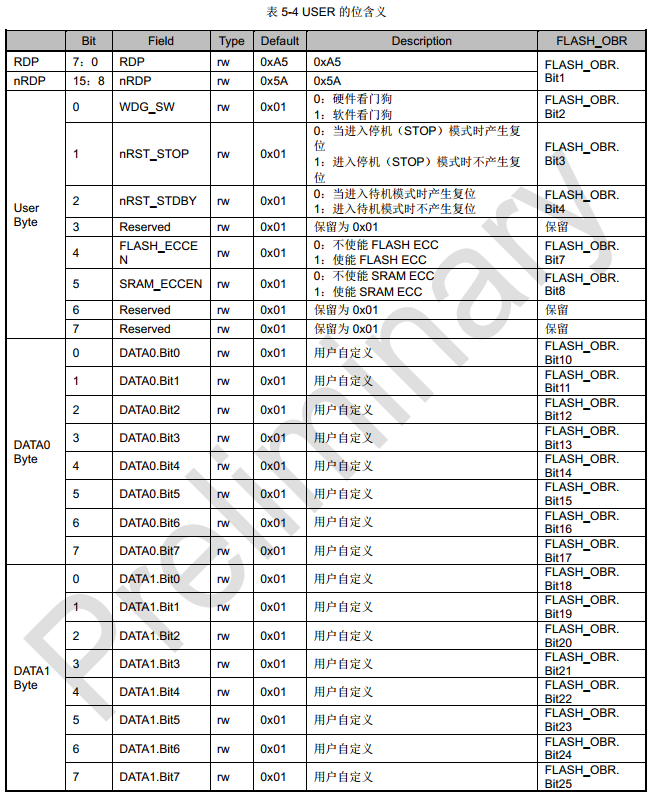 表 5-4 USER 的位含义
Bit Field Type Default Description FLASH_OBR
RDP 7：0 RDP rw 0xA5 0xA5 FLASH_OBR.
Bit1
nRDP 15：8 nRDP rw 0x5A 0x5A
User
Byte
0 WDG_SW rw 0x01 0：硬件看门狗
1：软件看门狗
FLASH_OBR.
Bit2
1 nRST_STOP rw 0x01 0：当进入停机（STOP）模式时产生复
位
1：进入停机（STOP）模式时不产生复
位
FLASH_OBR.
Bit3
2 nRST_STDBY rw 0x01 0：当进入待机模式时产生复位
1：进入待机模式时不产生复位
FLASH_OBR.
Bit4
3 Reserved rw 0x01 保留为 0x01 保留
4 FLASH_ECCE
N
rw 0x01 0：不使能 FLASH ECC
1：使能 FLASH ECC
FLASH_OBR.
Bit7
5 SRAM_ECCEN rw 0x01 0：不使能 SRAM ECC
1：使能 SRAM ECC
FLASH_OBR.
Bit8
6 Reserved rw 0x01 保留为 0x01 保留
7 Reserved rw 0x01 保留为 0x01 保留
DATA0
Byte
0 DATA0.Bit0 rw 0x01 用户自定义 FLASH_OBR.
Bit10
1 DATA0.Bit1 rw 0x01 用户自定义 FLASH_OBR.
Bit11
2 DATA0.Bit2 rw 0x01 用户自定义 FLASH_OBR.
Bit12
3 DATA0.Bit3 rw 0x01 用户自定义 FLASH_OBR.
Bit13
4 DATA0.Bit4 rw 0x01 用户自定义 FLASH_OBR.
Bit14
5 DATA0.Bit5 rw 0x01 用户自定义 FLASH_OBR.
Bit15
6 DATA0.Bit6 rw 0x01 用户自定义 FLASH_OBR.
Bit16
7 DATA0.Bit7 rw 0x01 用户自定义 FLASH_OBR.
Bit17
DATA1
Byte
0 DATA1.Bit0 rw 0x01 用户自定义 FLASH_OBR.
Bit18
1 DATA1.Bit1 rw 0x01 用户自定义 FLASH_OBR.
Bit19
2 DATA1.Bit2 rw 0x01 用户自定义 FLASH_OBR.
Bit20
3 DATA1.Bit3 rw 0x01 用户自定义 FLASH_OBR.
Bit21
4 DATA1.Bit4 rw 0x01 用户自定义 FLASH_OBR.
Bit22
5 DATA1.Bit5 rw 0x01 用户自定义 FLASH_OBR.
Bit23
6 DATA1.Bit6 rw 0x01 用户自定义 FLASH_OBR.
Bit24
7 DATA1.Bit7 rw 0x01 用户自定义 FLASH_OBR.
Bit25
Preliminary